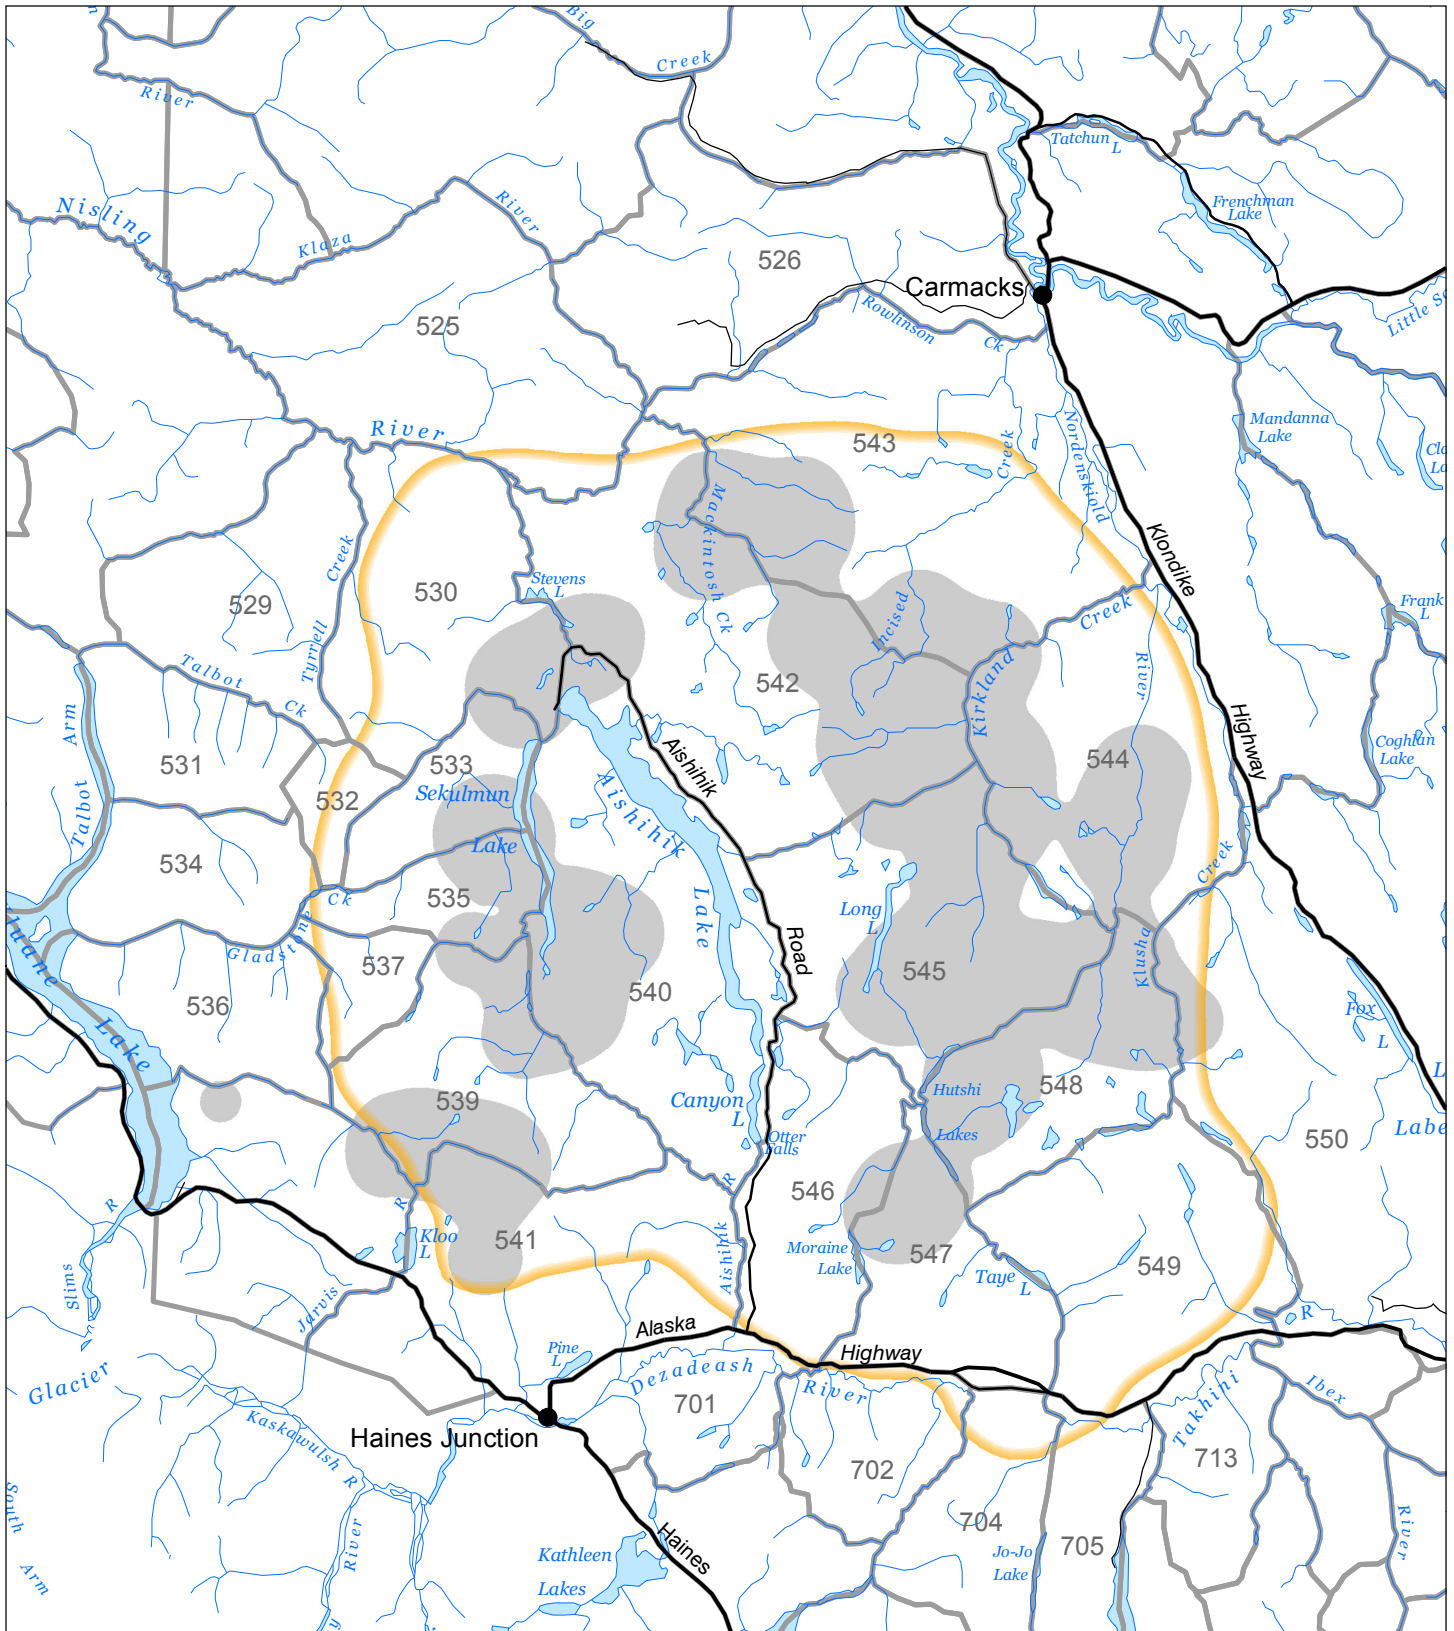 Big
Creek
River
Tatchun
L
Frenchman
Lake
Nisling
River
Klaza
526
Carmacks
525
Rowlinson
Ck
Little
Mandanna
Lake
River
543
Creek
Nordenskiold
Mackintosh Ck
Klondike
Highway
Creek
Tyrrell
529
530
Stevens
L
Incised
Creek
Kirkland
Frank
L
Talbot
Ck
542
River
Talbot
Arm
531
532
533
Sekulmun
Lake
Aishihik
Lake
Aishihik
Road
544
Coghlan
Lake
534
535
Ck
Gladstone
Long
L
Creek
Klusha
537
540
545
536
Lake
Fox
L
539
Canyon
L
Otter
Falls
Hutshi
Lakes
548
550
L
Labe
R
R
R
546
Kloo
L
541
Aishihik
Moraine
Lake
547
Taye
L
549
Slims
Jarvis
R
Alaska
Highway
Pine
L
Dezadeash
River
Glacier
Kaskawulsh R
Haines Junction
701
Takhini
Ibex
702
713
704
705
Jo-Jo
Lake
River
River
South
Arm
Kathleen
Lakes
Haines